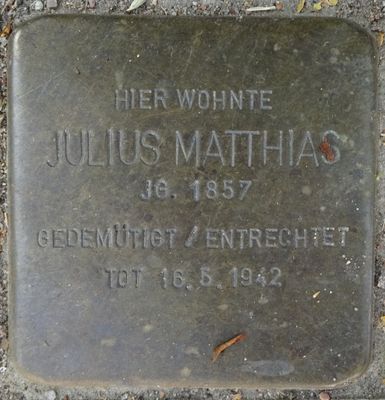 HIER WOHNTE
JULIUS MATTHIAS
JG. 1857
GEDEMÜTIGT / ENTRECHTET
TOT 16.5.1942